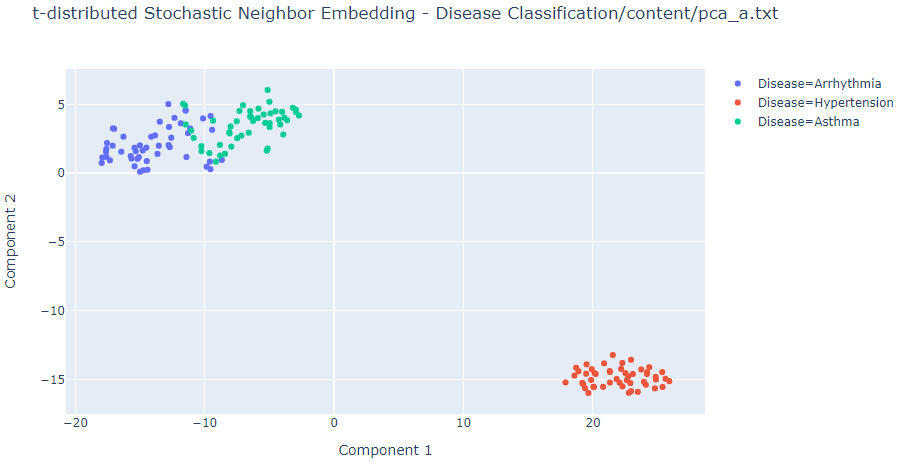 t-distributed Stochastic Neighbor Embedding - Disease Classification/content/pca_a.txt
Disease=Arrhythmia
Disease=Hypertension
Disease=Asthma
5
0
−5
−10
−15
−20
−10
0
10
20
Component 1
Component 2